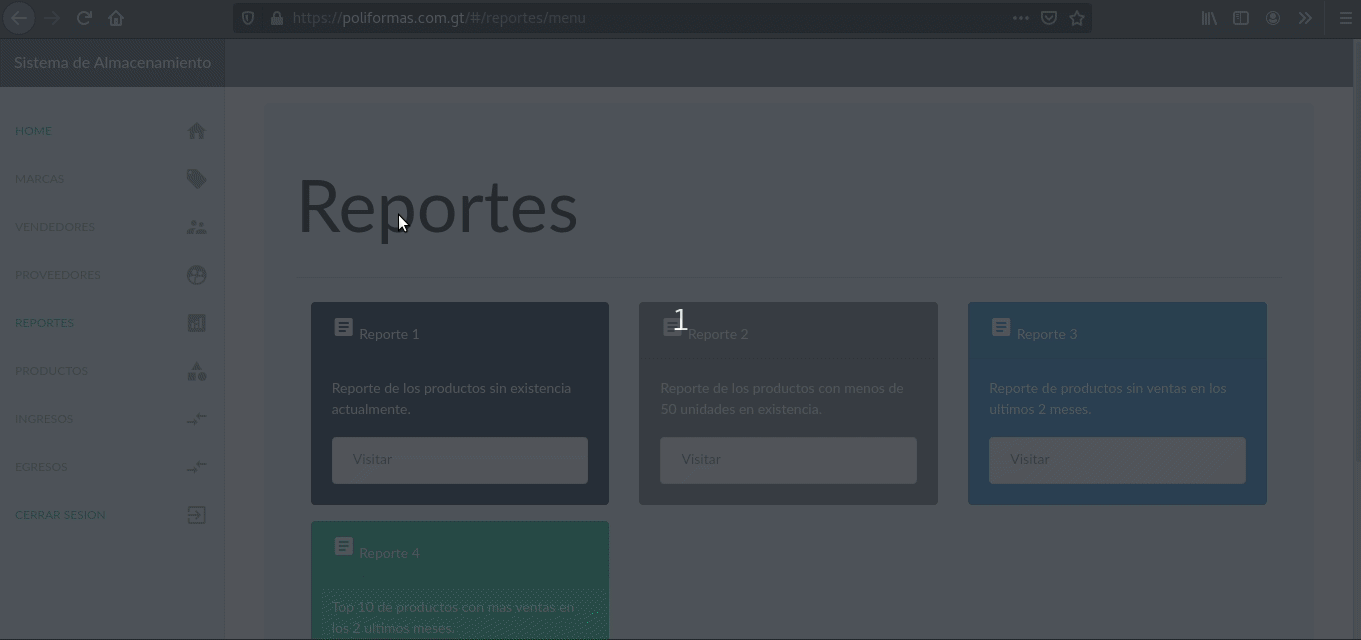 https://poliformas.com.gt/#/reportes/menu
Sistema de Almacenamiento
HOME
MARCAS
VENDEDORES
PROVEEDORES
REPORTES
PRODUCTOS
INGRESOS
EGRESOS
CERRAR SESION
Reportes
Reporte 1
Reporte de los productos sin existencia
actualmente.
Visitar
1
Reporte 2
Reporte de los productos con menos de
50 unidades en existencia.
Visitar
Reporte 3
Reporte de productos sin ventas en los
ultimos 2 meses.
Visitar
Reporte 4
Top 10 de productos con mas ventas en
los 2 ultimos meses.